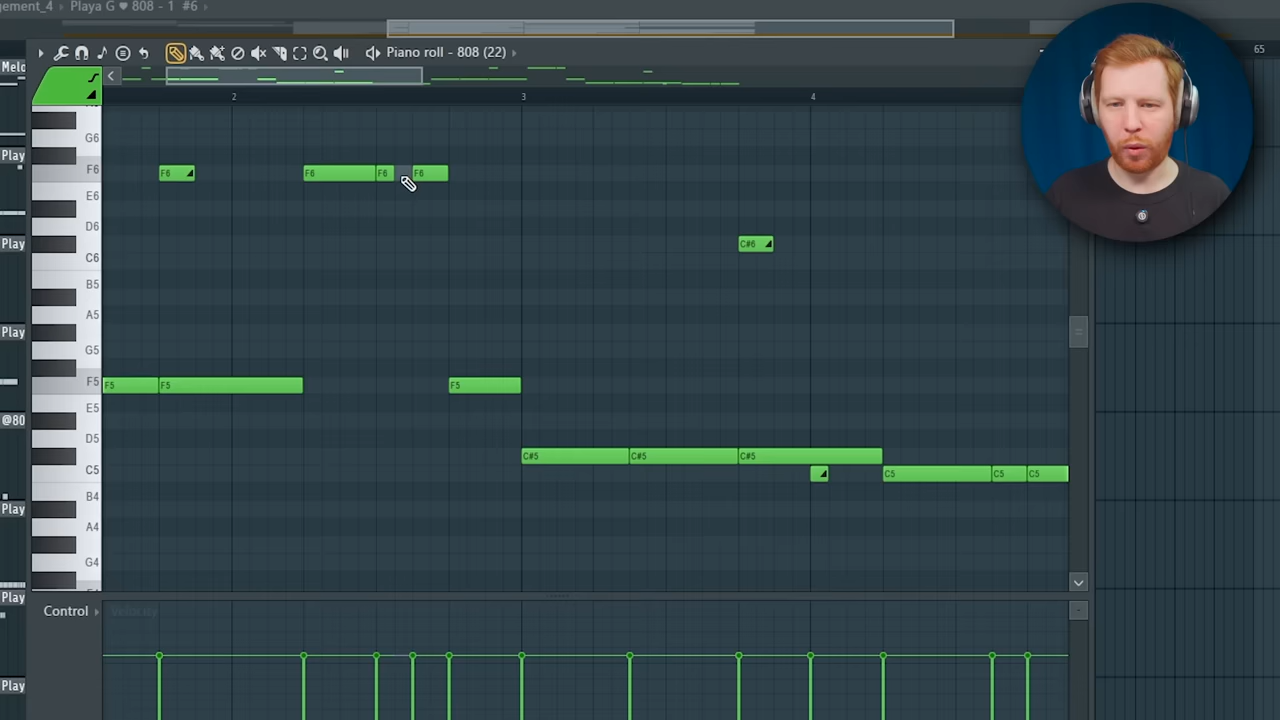 ement_4 › Playa G ♥ 808 - 1 #6 ›
Piano roll - 808 (22)
65
Melo
2 3 4
G6
Play
F6 F6 F6 F6 F6
E6
D6
Play
C#6
C6
B5
A5
Play
G5
F5 F5 F5 F5
E5
@80
D5
C#5 C#5 C#5
C5 C5 C5 C5
B4
Play
A4
G4
Play
Control Velocity
Play